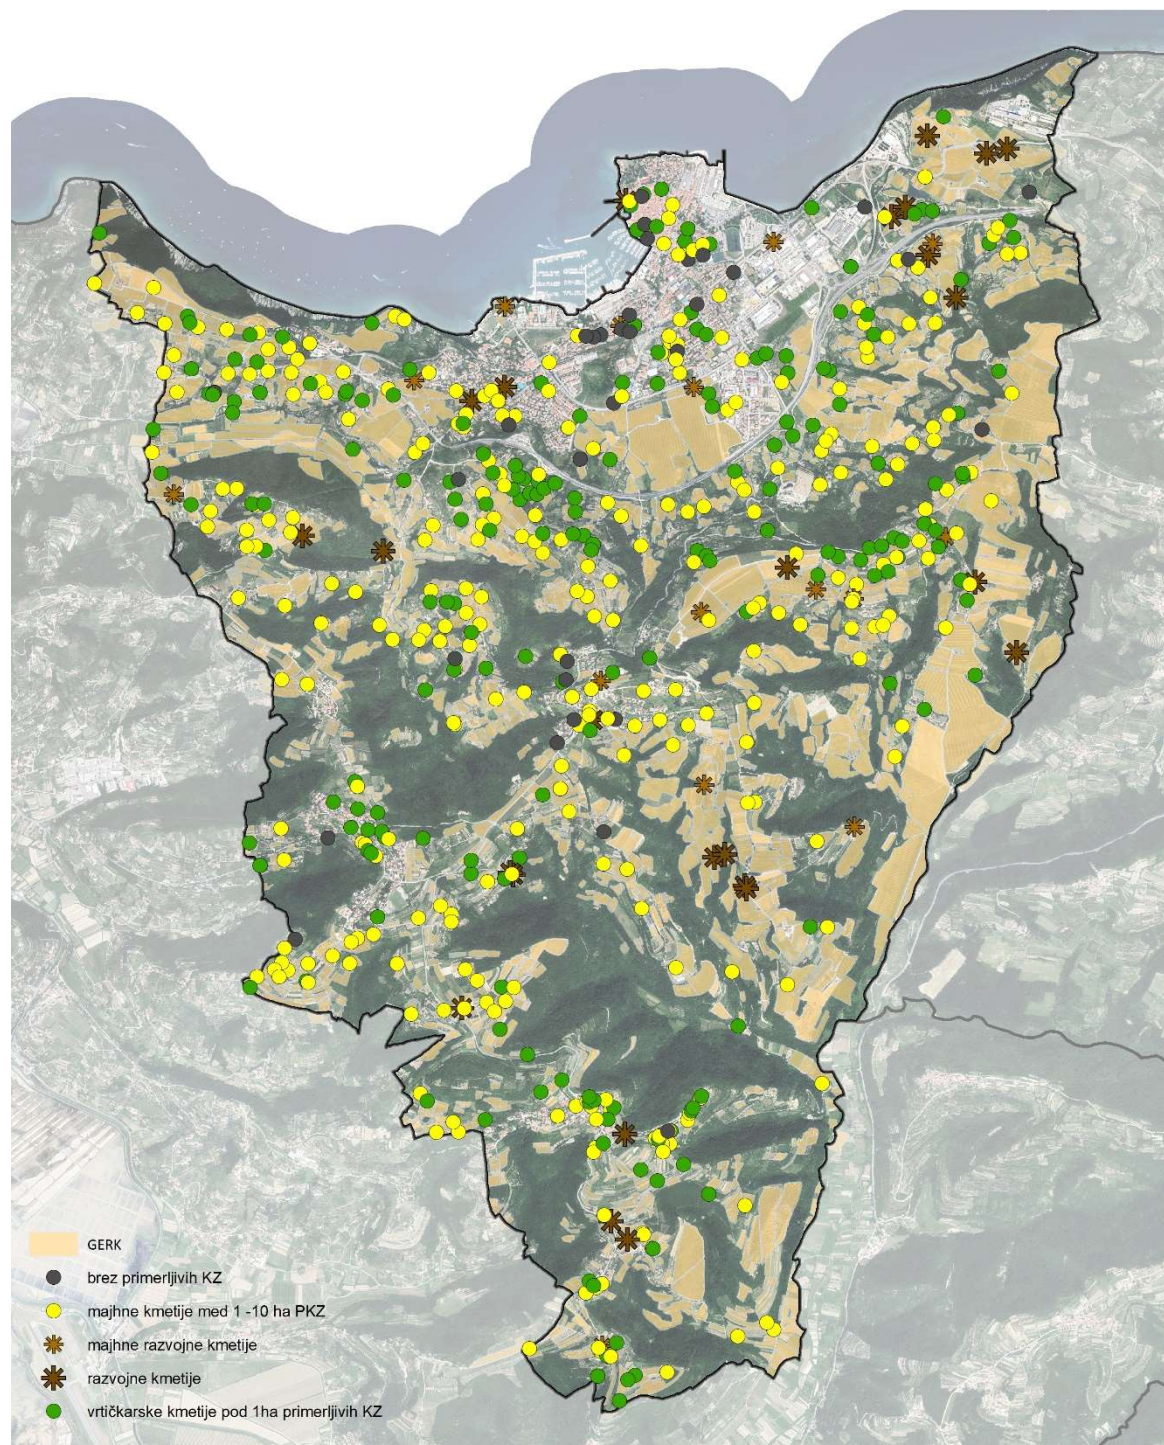 GERK
brez primerljivih KZ
majhne kmetije med 1 -10 ha PKZ
majhne razvojne kmetije
razvojne kmetije
vrtičkarske kmetije pod 1ha primerljivih KZ